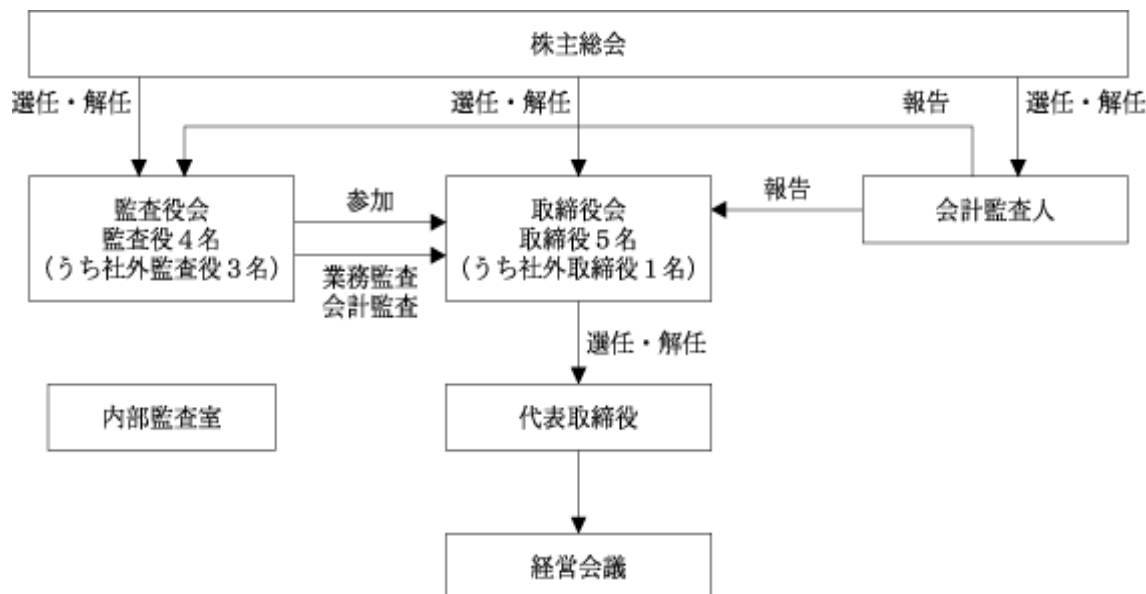 株主総会
選任・解任
選任・解任
報告
選任・解任
監査役会
監査役４名
（うち社外監査役３名）
参加
業務監査
会計監査
取締役会
取締役５名
（うち社外取締役１名）
報告
会計監査人
選任・解任
内部監査室
代表取締役
経営会議